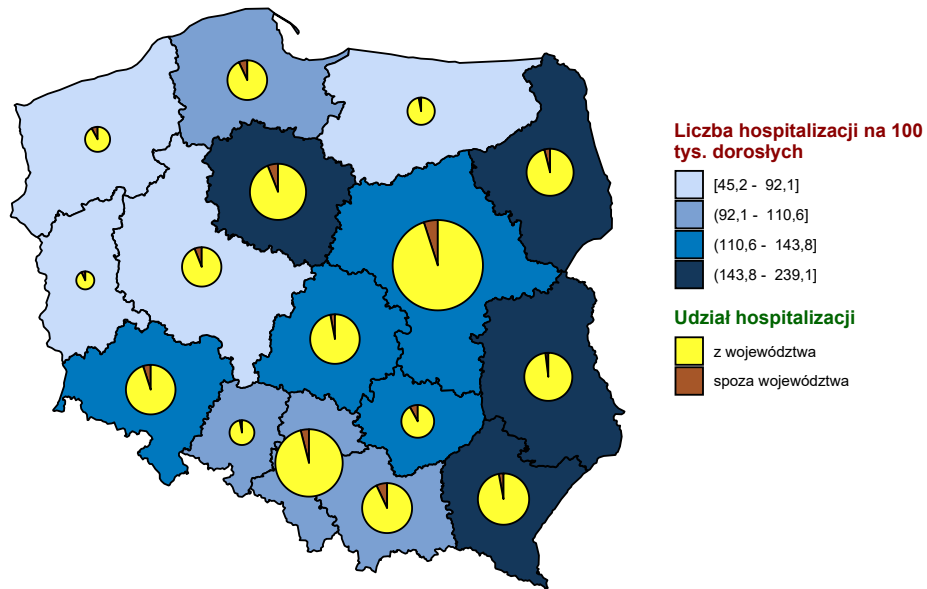 Liczba hospitalizacji na 100
tys. dorosłych
[45,2 - 92,1]
(92,1 - 110,6]
(110,6 - 143,8]
(143,8 - 239,1]
Udział hospitalizacji
z województwa
spoza województwa